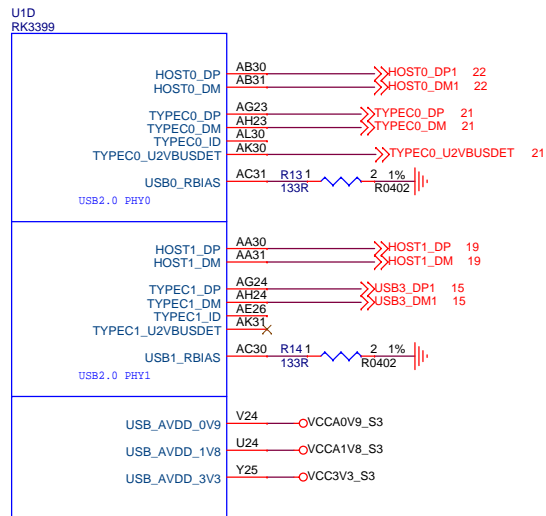 U1D
RK3399
HOST0_DP AB30 HOST0_DP1 22
HOST0_DM AB31 HOST0_DM1 22
TYPEC0_DP AG23 TYPEC0_DP 21
TYPEC0_DM AH23 TYPEC0_DM 21
TYPEC0_ID AL30
TYPEC0_U2VBUSDET AK30 TYPEC0_U2VBUSDET 21
USB0_RBIAS AC31 R13 1 2 1%
133R R0402
USB2.0 PHY0
HOST1_DP AA30 HOST1_DP 19
HOST1_DM AA31 HOST1_DM 19
TYPEC1_DP AG24 USB3_DP1 15
TYPEC1_DM AH24 USB3_DM1 15
TYPEC1_ID AE26
TYPEC1_U2VBUSDET AK31
USB1_RBIAS AC30 R14 1 2 1%
133R R0402
USB2.0 PHY1
USB_AVDD_0V9 V24 VCCA0V9_S3
USB_AVDD_1V8 U24 VCCA1V8_S3
USB_AVDD_3V3 Y25 VCC3V3_S3